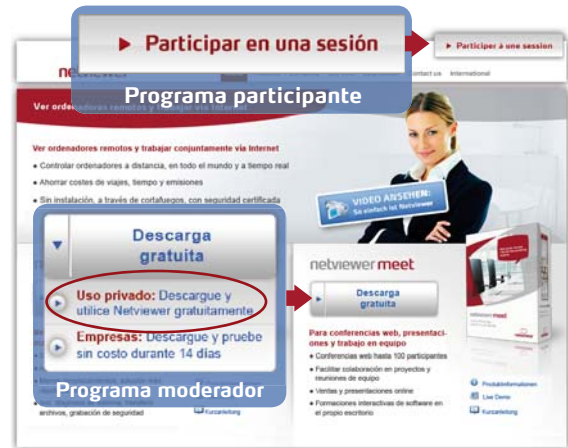 Participar en una sesión
Programa participante
Participer à une session
Contact us International
Ver ordenadores remotos y trabajar conjuntamente vía Internet
• Controlar ordenadores a distancia, en todo el mundo y a tiempo real
• Ahorrar costes de viajes, tiempo y emisiones
• Sin instalación, a través de cortafuegos, con seguridad certificada
VIDEO ANSEHEN:
So einfach ist Netviewer
Descarga
gratuita
Uso privado: Descargue y
utilice Netviewer gratuitamente
Empresas: Descargue y pruebe
sin costo durante 14 días
Programa moderador
archivos, grabación de seguridad
Kurzanleitung
netviewer meet
Descarga
gratuita
Para conferencias web, presentaci-
ones y trabajo en equipo
• Conferencias web hasta 100 participantes
• Facilitar colaboración en proyectos y
reuniones de equipo
• Ventas y presentaciones online
• Formaciones interactivas de software en
el propio escritorio
netviewer meet
Produktinformationen
Live Demo
Kurzanleitung